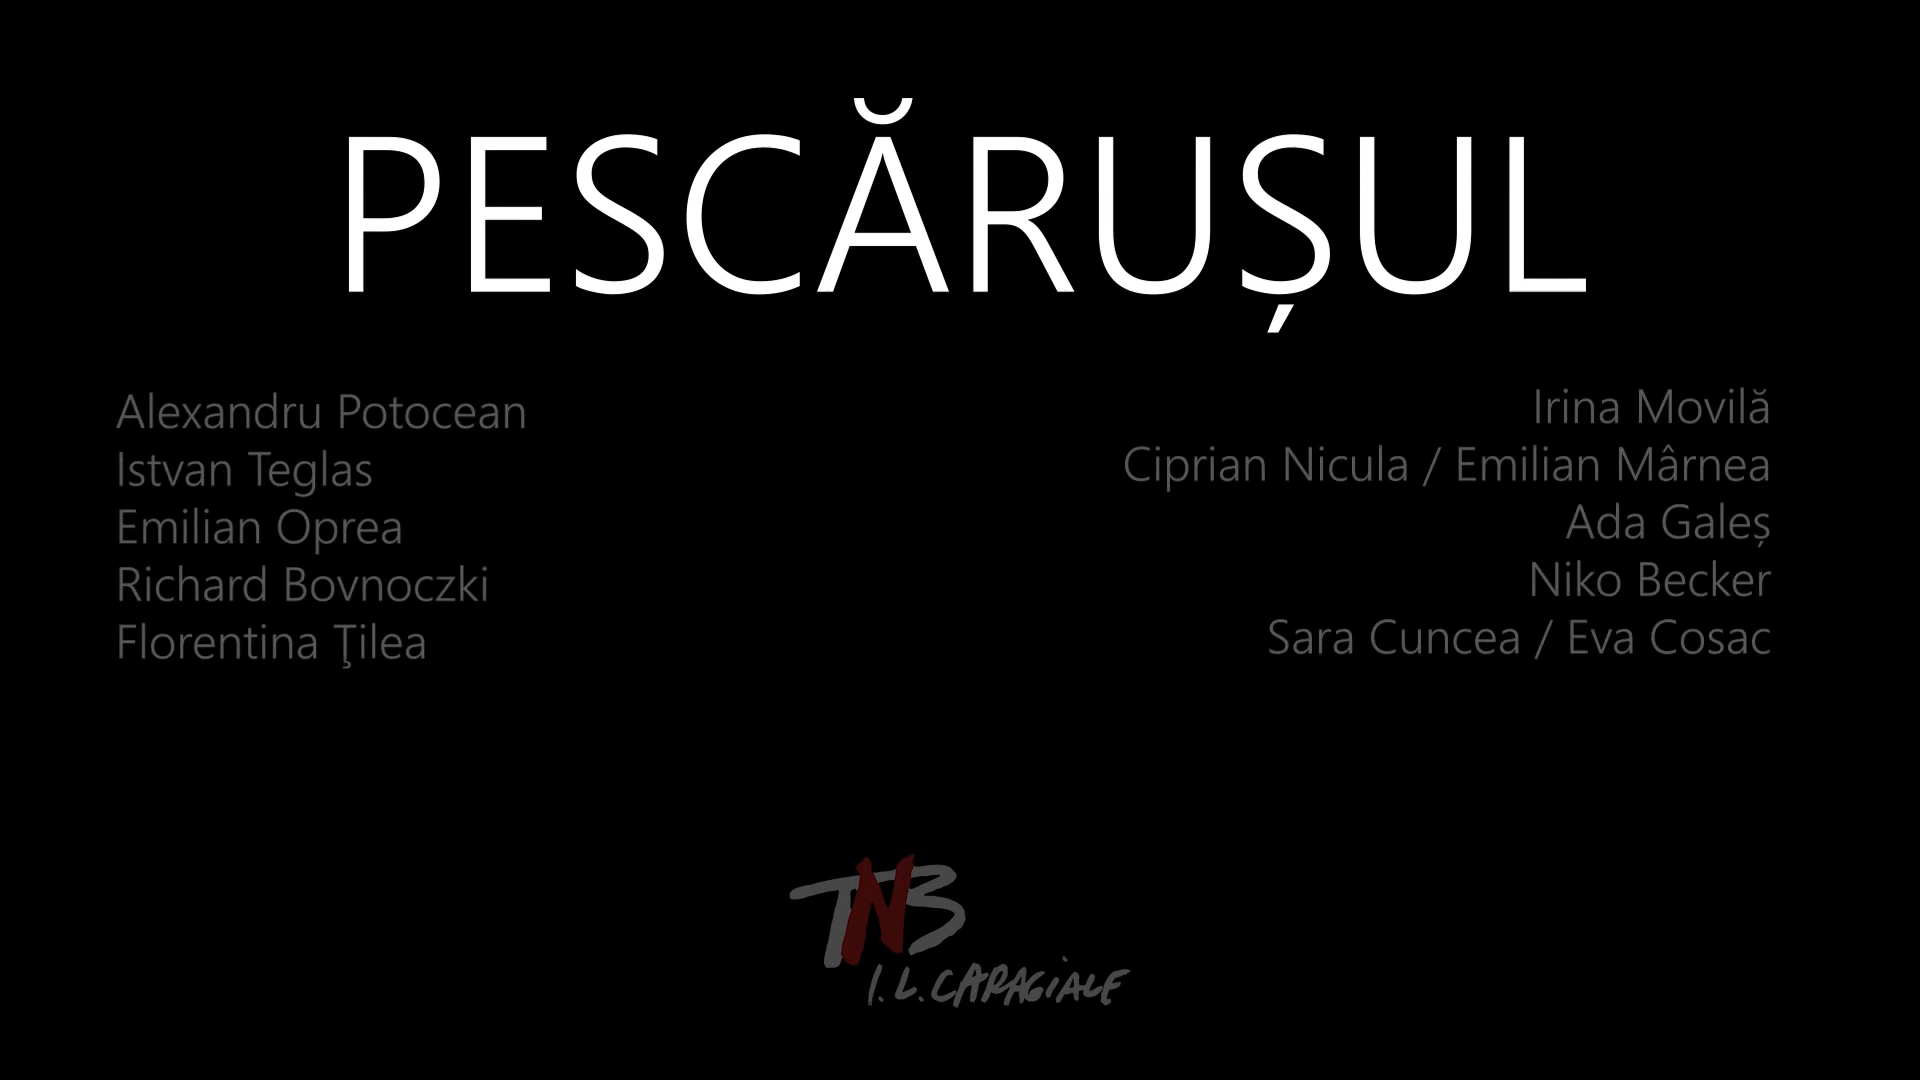 PESCĂRUȘUL
Alexandru Potocean
Istvan Teglas
Emilian Oprea
Richard Bovnoczki
Florentina Ţilea
Irina Movilă
Ciprian Nicula / Emilian Mârnea
Ada Galeș
Niko Becker
Sara Cuncea / Eva Cosac
TNB
I.L. CARAGIALE